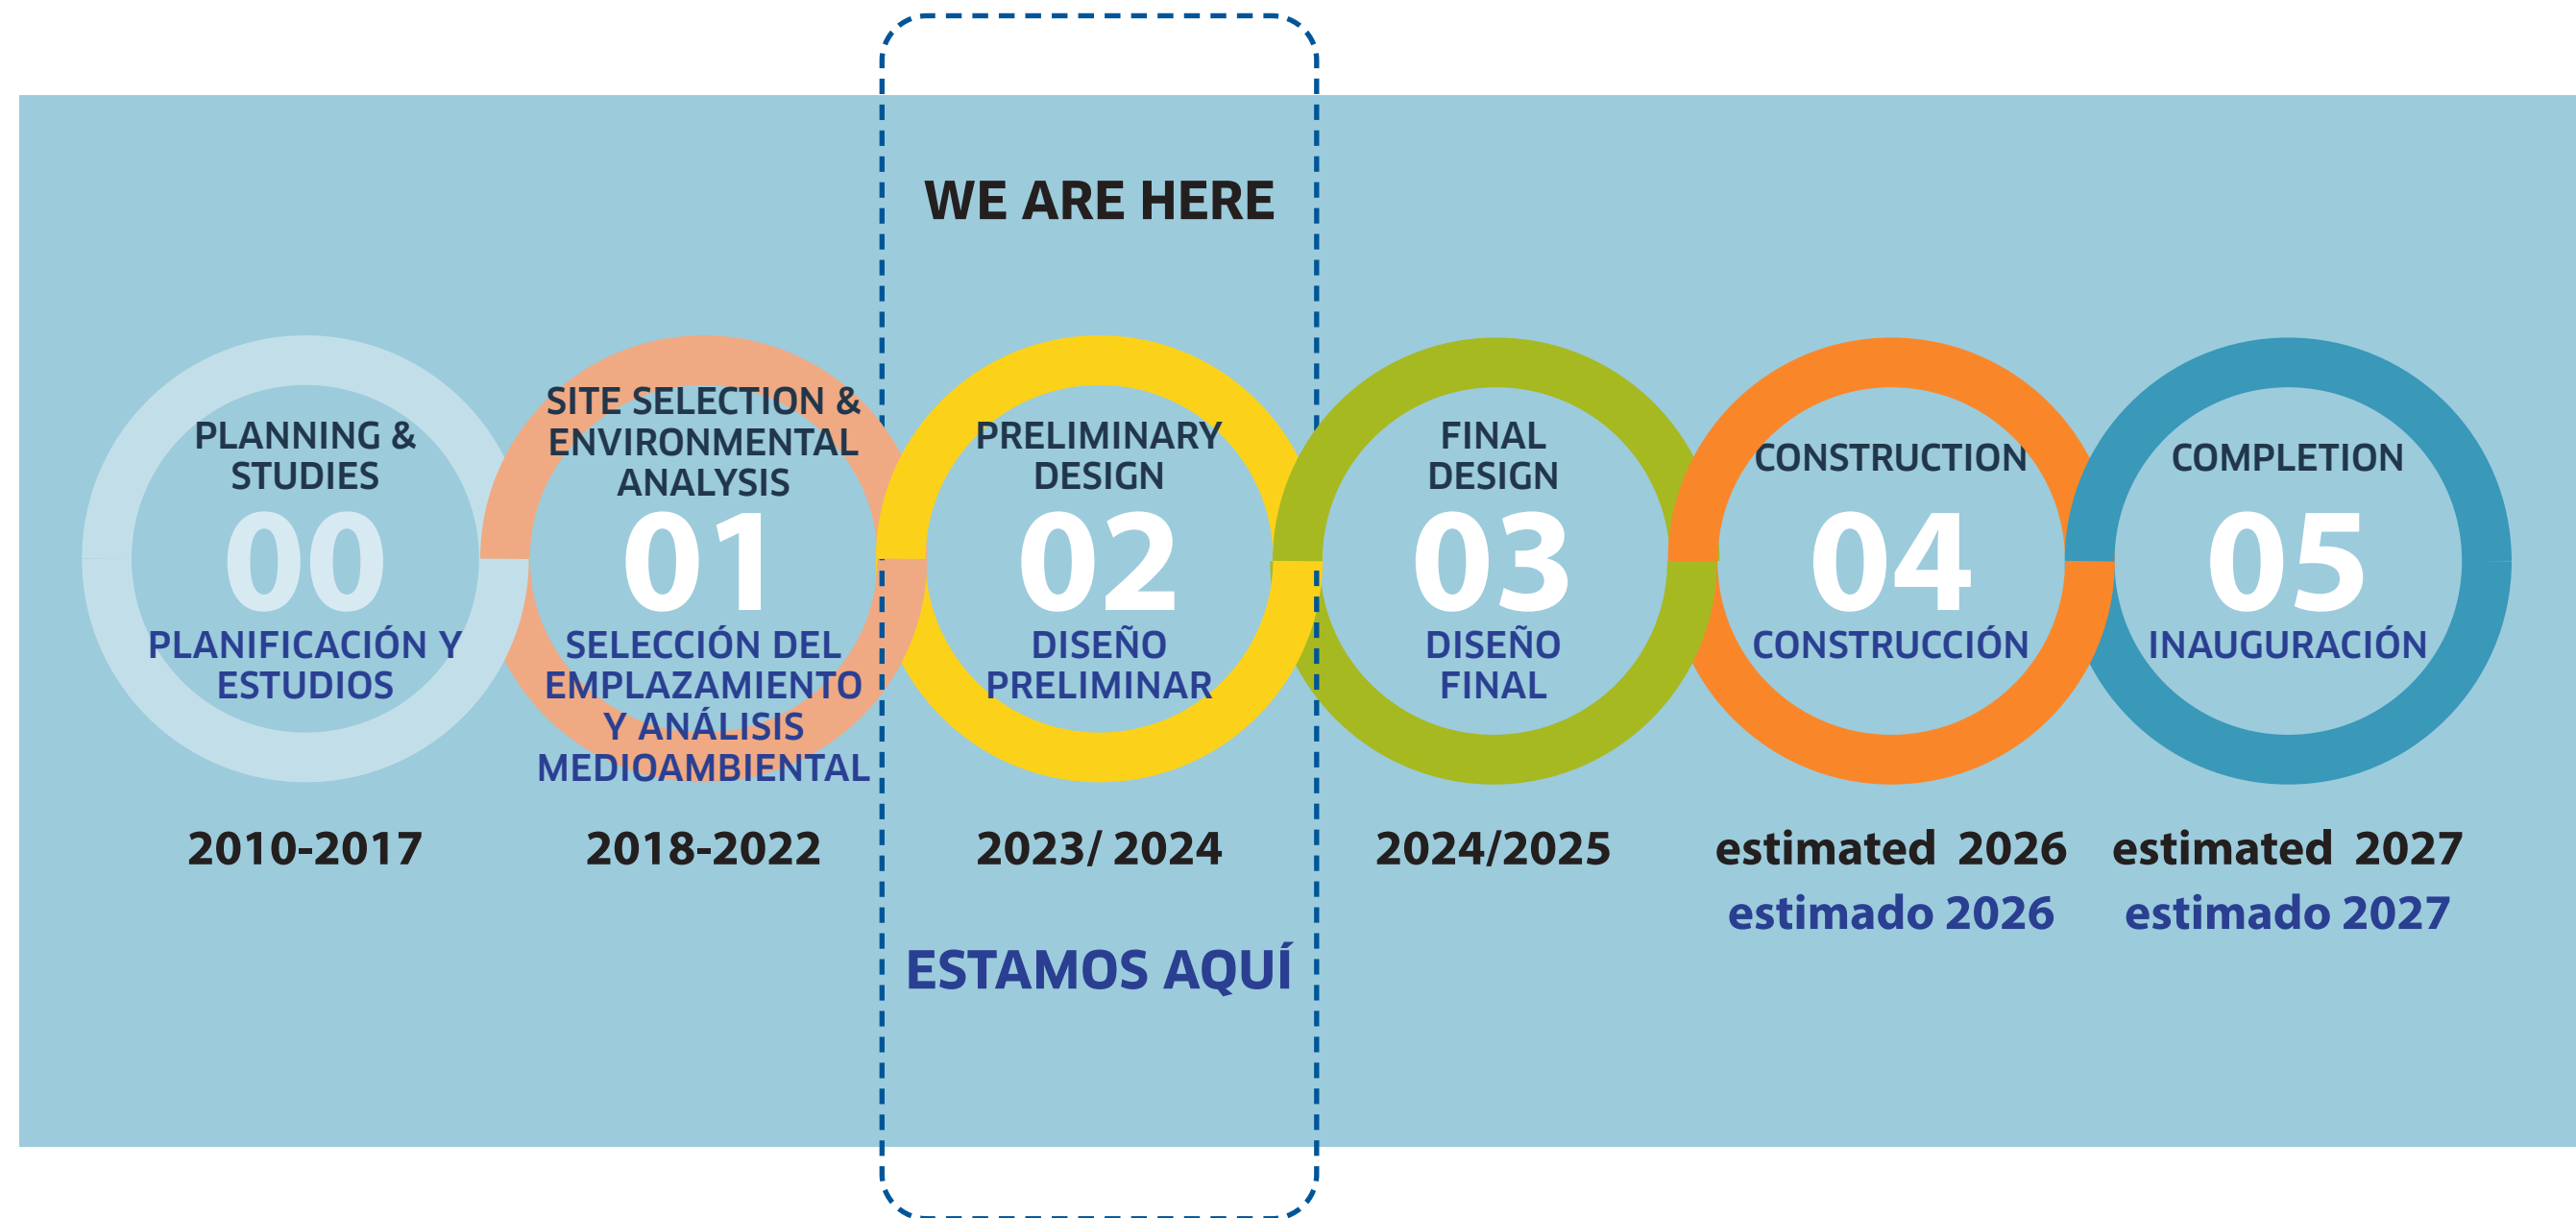 WE ARE HERE
PLANNING &
STUDIES
00
PLANIFICACIÓN Y
ESTUDIOS
2010-2017
SITE SELECTION &
ENVIRONMENTAL
ANALYSIS
01
SELECCIÓN DEL
EMPLAZAMIENTO
Y ANÁLISIS
MEDIOAMBIENTAL
2018-2022
PRELIMINARY
DESIGN
02
DISEÑO
PRELIMINAR
2023/ 2024
FINAL
DESIGN
03
DISEÑO
FINAL
2024/2025
CONSTRUCTION
04
CONSTRUCCIÓN
estimated 2026
estimado 2026
COMPLETION
05
INAUGURACIÓN
estimated 2027
estimado 2027
ESTAMOS AQUÍ